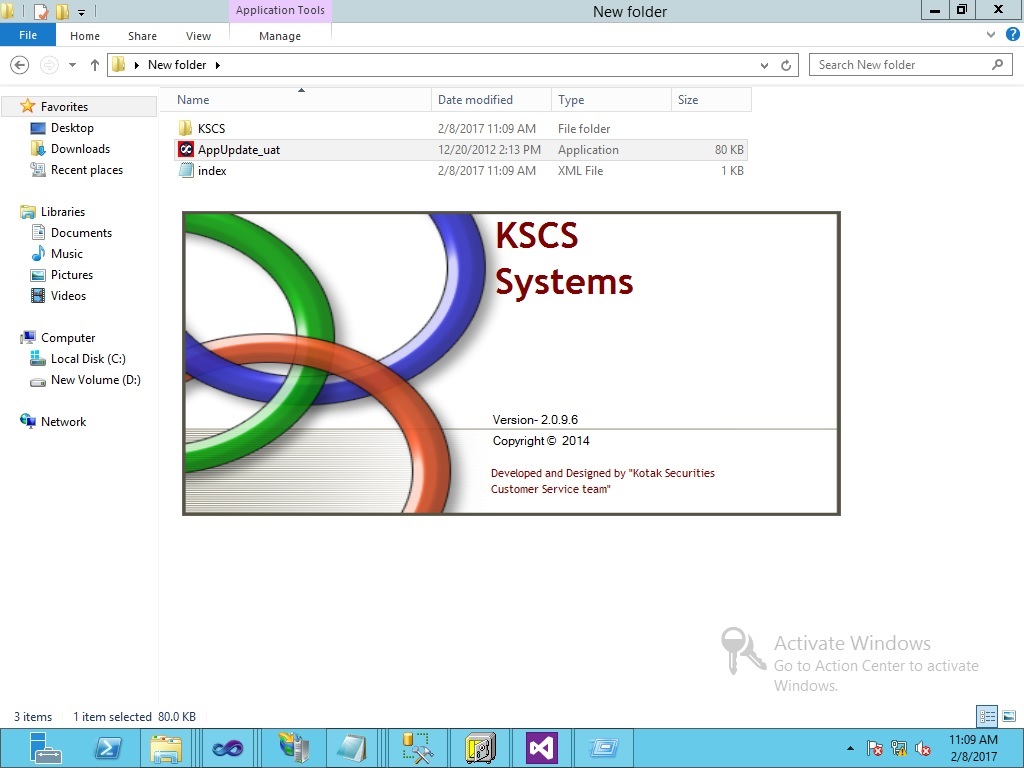 Application Tools
New folder
File
Home
Share
View
Manage
New folder
Search New folder
Name
Date modified
Type
Size
Favorites
Desktop
Downloads
Recent places
Libraries
Documents
Music
Pictures
Videos
Computer
Local Disk (C:)
New Volume (D:)
Network
KSCS 2/8/2017 11:09 AM File folder
AppUpdate_uat 12/20/2012 2:13 PM Application 80 KB
index 2/8/2017 11:09 AM XML File 1 KB
KSCS
Systems
Version- 2.0.9.6
Copyright © 2014
Developed and Designed by "Kotak Securities
Customer Service team"
Activate Windows
Go to Action Center to activate
Windows.
3 items 1 item selected 80.0 KB
11:09 AM
2/8/2017